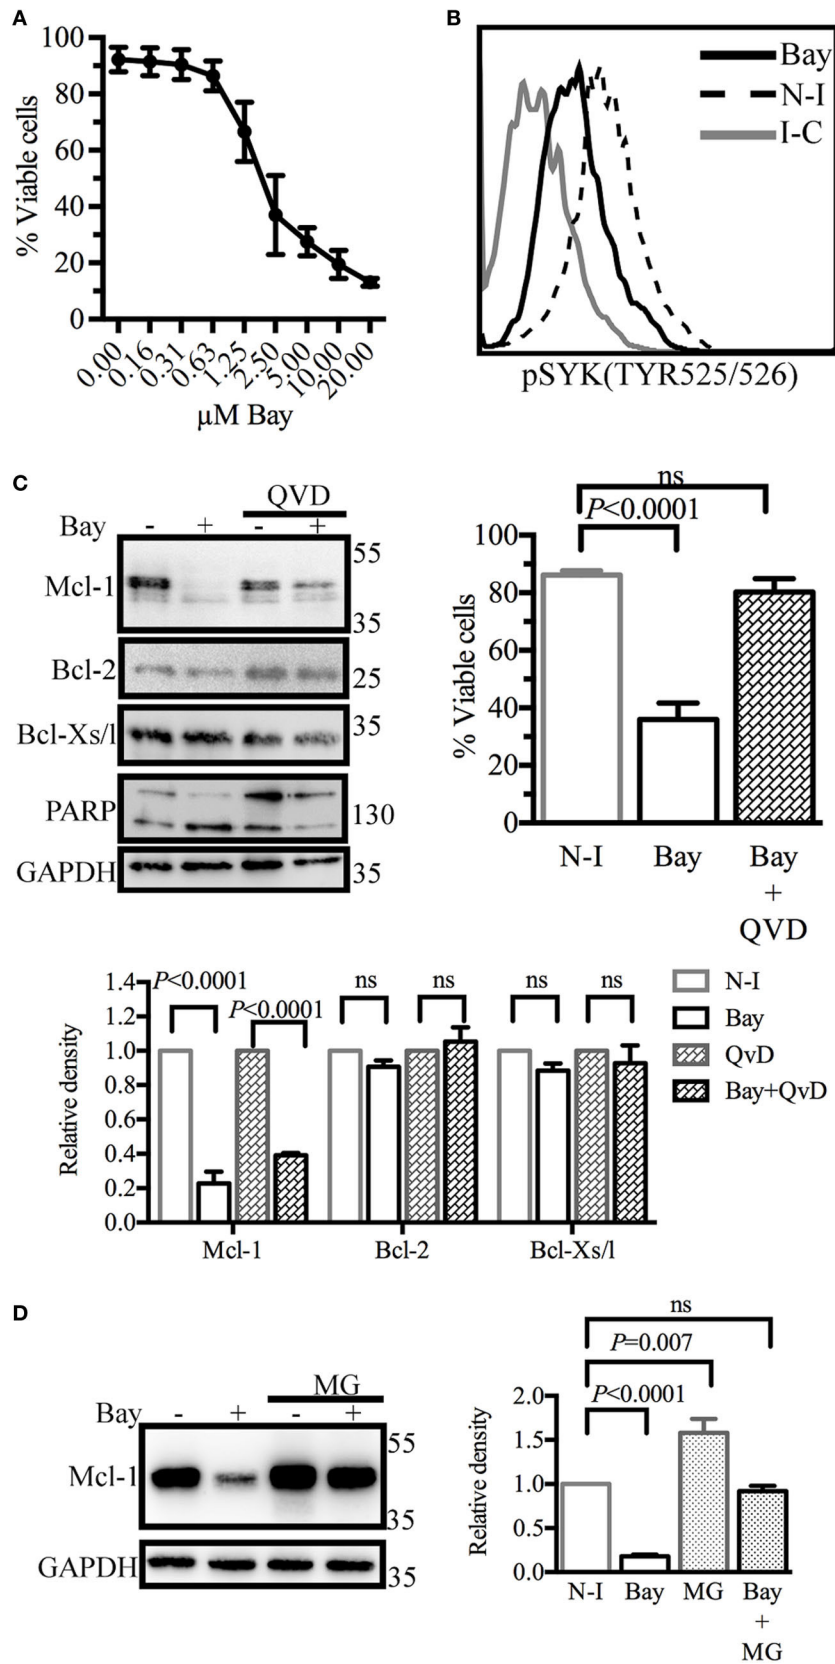 A
100
80
60
40
20
0
% Viable cells
0.00
0.16
0.31
0.63
1.25
2.50
5.00
10.00
20.00
µM Bay
B
Bay
N-I
I-C
pSYK(TYR525/526)
C
QVD
Bay - + - +
Mcl-1
55
35
Bcl-2
25
Bcl-Xs/l
35
PARP
130
GAPDH
35
ns
P<0.0001
100
80
60
40
20
0
% Viable cells
N-I
Bay
Bay
+
QVD
1.4
1.2
1.0
0.8
0.6
0.4
0.2
0.0
Relative density
P<0.0001
P<0.0001
ns
ns
ns
ns
Mcl-1
Bcl-2
Bcl-Xs/l
N-I
Bay
QvD
Bay+QvD
D
MG
Bay - + - +
Mcl-1
55
35
GAPDH
35
ns
P=0.007
P<0.0001
2.0
1.5
1.0
0.5
0.0
Relative density
N-I
Bay
MG
Bay
+
MG